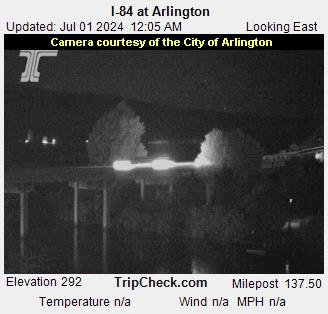 I-84 at Arlington
Updated: Jul 01 2024 12:05 AM Looking East
Camera courtesy of the City of Arlington
Elevation 292 TripCheck.com Milepost 137.50
Temperature n/a Wind n/a MPH n/a